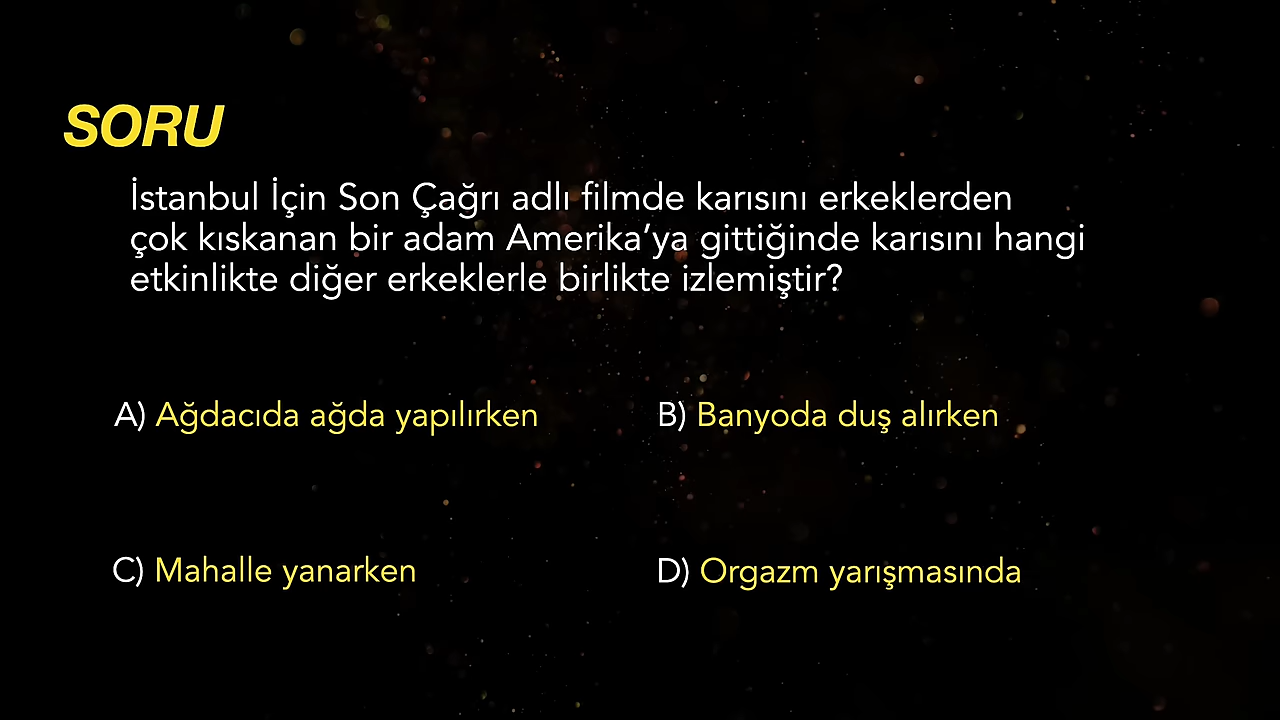 SORU
İstanbul İçin Son Çağrı adlı filmde karısını erkeklerden
çok kıskanan bir adam Amerika'ya gittiğinde karısını hangi
etkinlikte diğer erkeklerle birlikte izlemiştir?
A) Ağdacıda ağda yapılırken
B) Banyoda duş alırken
C) Mahalle yanarken
D) Orgazm yarışmasında